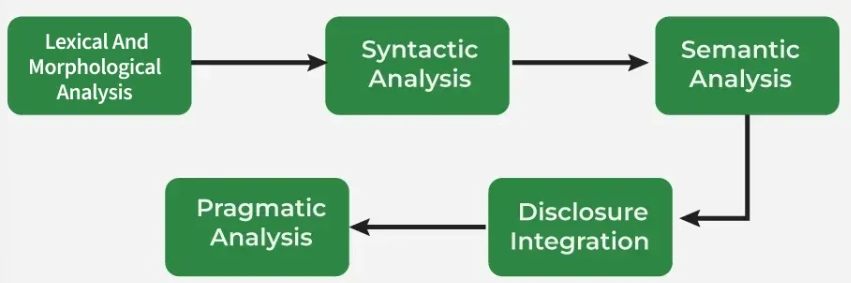 Lexical And
Morphological
Analysis
Syntactic
Analysis
Semantic
Analysis
Pragmatic
Analysis
Disclosure
Integration